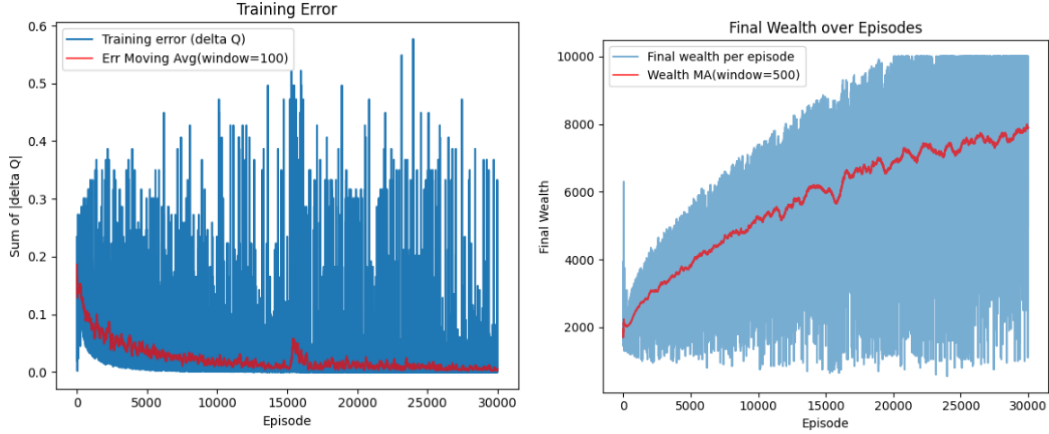 Training Error
Sum of |delta Q|
0.6
0.5
0.4
0.3
0.2
0.1
0.0
Training error (delta Q)
Err Moving Avg(window=100)
0 5000 10000 15000 20000 25000 30000
Episode
Final Wealth over Episodes
Final Wealth
10000
8000
6000
4000
2000
Final wealth per episode
Wealth MA(window=500)
0 5000 10000 15000 20000 25000 30000
Episode